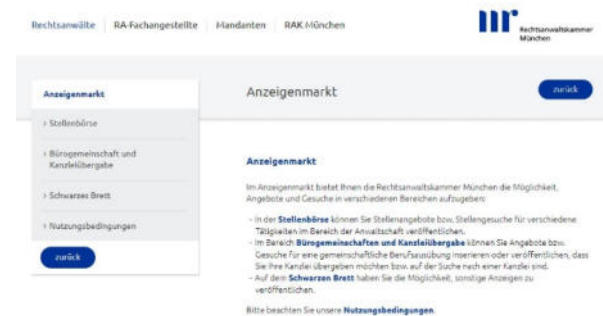 Rechtsanwälte RA-Fachangestellte Mandanten RAK München
Rechtsanwaltskammer
München
Anzeigenmarkt
Anzeigenmarkt
zurück
› Stellenbörse
› Bürogemeinschaft und
Kanzleiübergabe
› Schwarzes Brett
› Nutzungsbedingungen
zurück
Anzeigenmarkt
Im Anzeigenmarkt bietet Ihnen die Rechtsanwaltskammer München die Möglichkeit,
Angebote und Gesuche in verschiedenen Bereichen aufzugeben:
- In der Stellenbörse können Sie Stellenangebote bzw. Stellengesuche für verschiedene
Tätigkeiten im Bereich der Anwaltschaft veröffentlichen.
- Im Bereich Bürogemeinschaften und Kanzleiübergabe können Sie Angebote bzw.
Gesuche für eine gemeinschaftliche Berufsausübung inserieren oder veröffentlichen, dass
Sie Ihre Kanzlei übergeben möchten bzw. auf der Suche nach einer Kanzlei sind.
- Auf dem Schwarzen Brett haben Sie die Möglichkeit, sonstige Anzeigen zu
veröffentlichen.
Bitte beachten Sie unsere Nutzungsbedingungen.